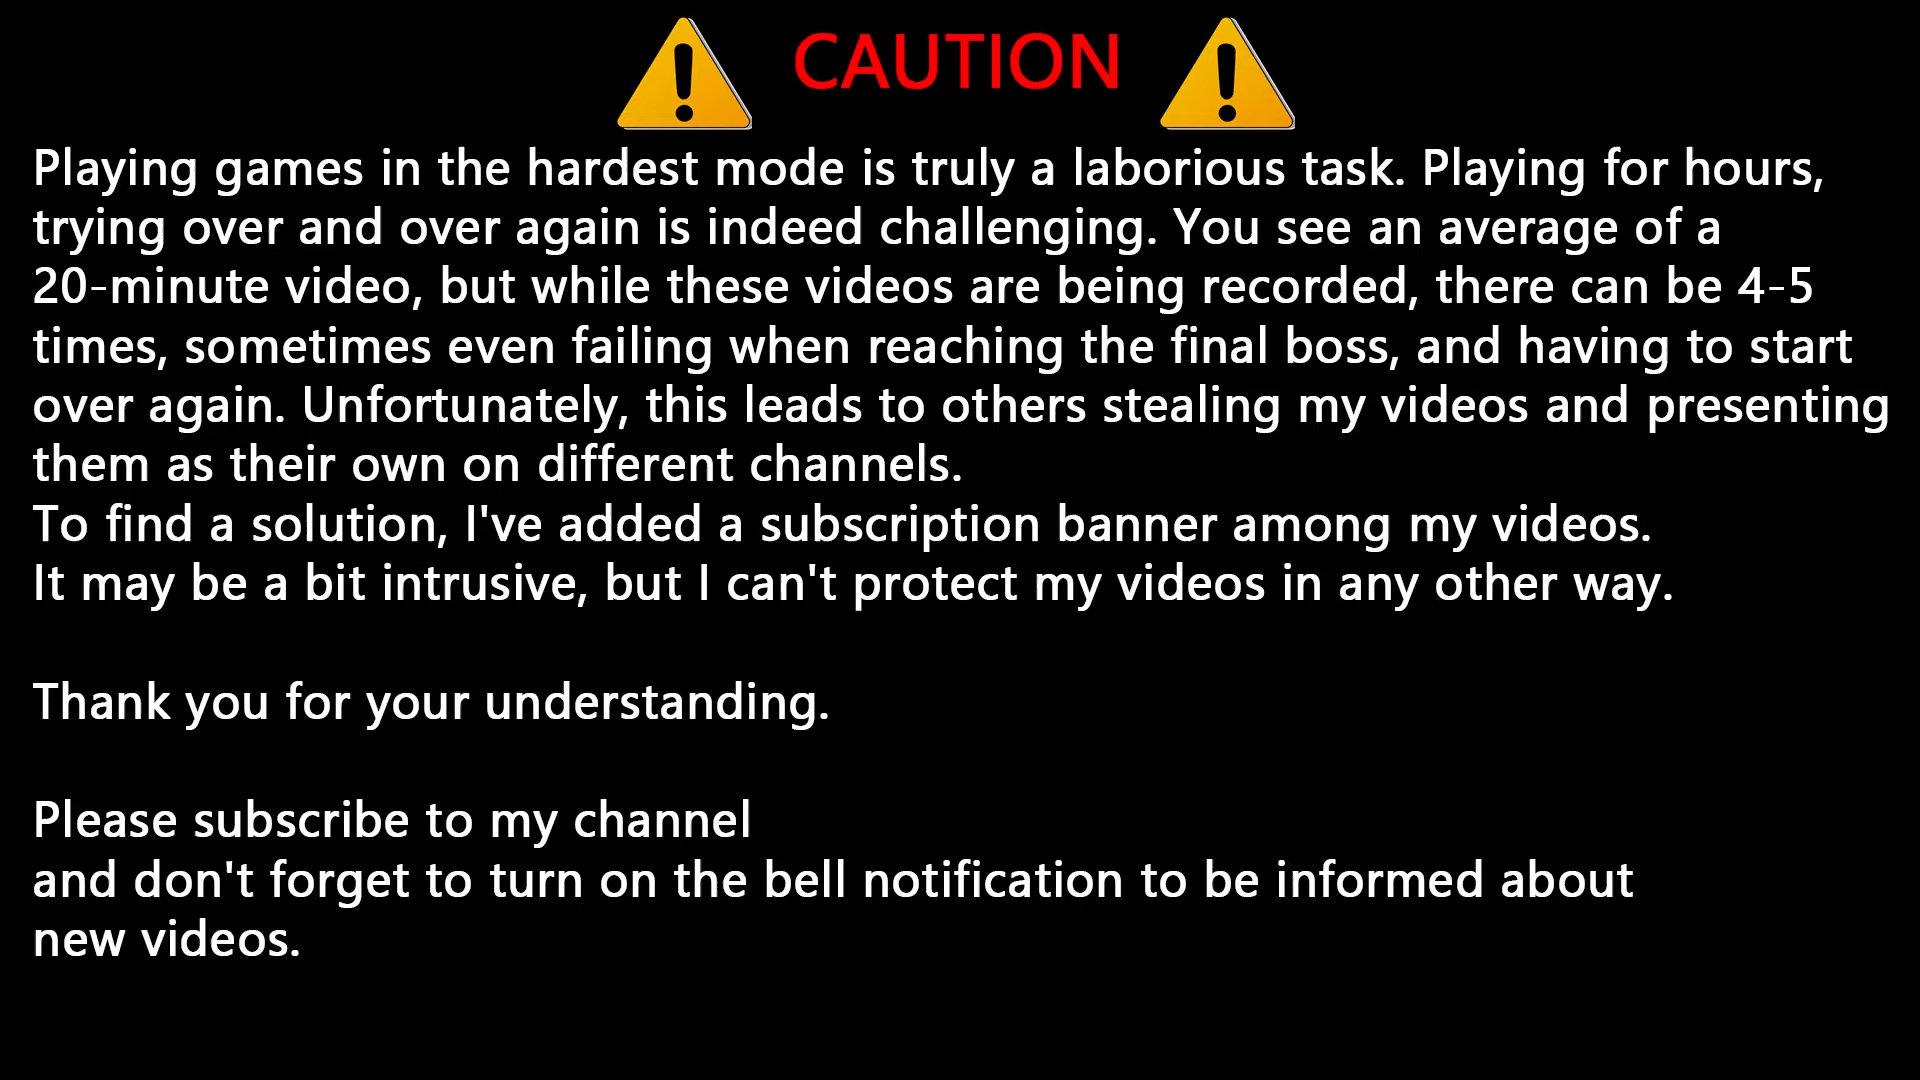 CAUTION
Playing games in the hardest mode is truly a laborious task. Playing for hours,
trying over and over again is indeed challenging. You see an average of a
20-minute video, but while these videos are being recorded, there can be 4-5
times, sometimes even failing when reaching the final boss, and having to start
over again. Unfortunately, this leads to others stealing my videos and presenting
them as their own on different channels.
To find a solution, I've added a subscription banner among my videos.
It may be a bit intrusive, but I can't protect my videos in any other way.
Thank you for your understanding.
Please subscribe to my channel
and don't forget to turn on the bell notification to be informed about
new videos.